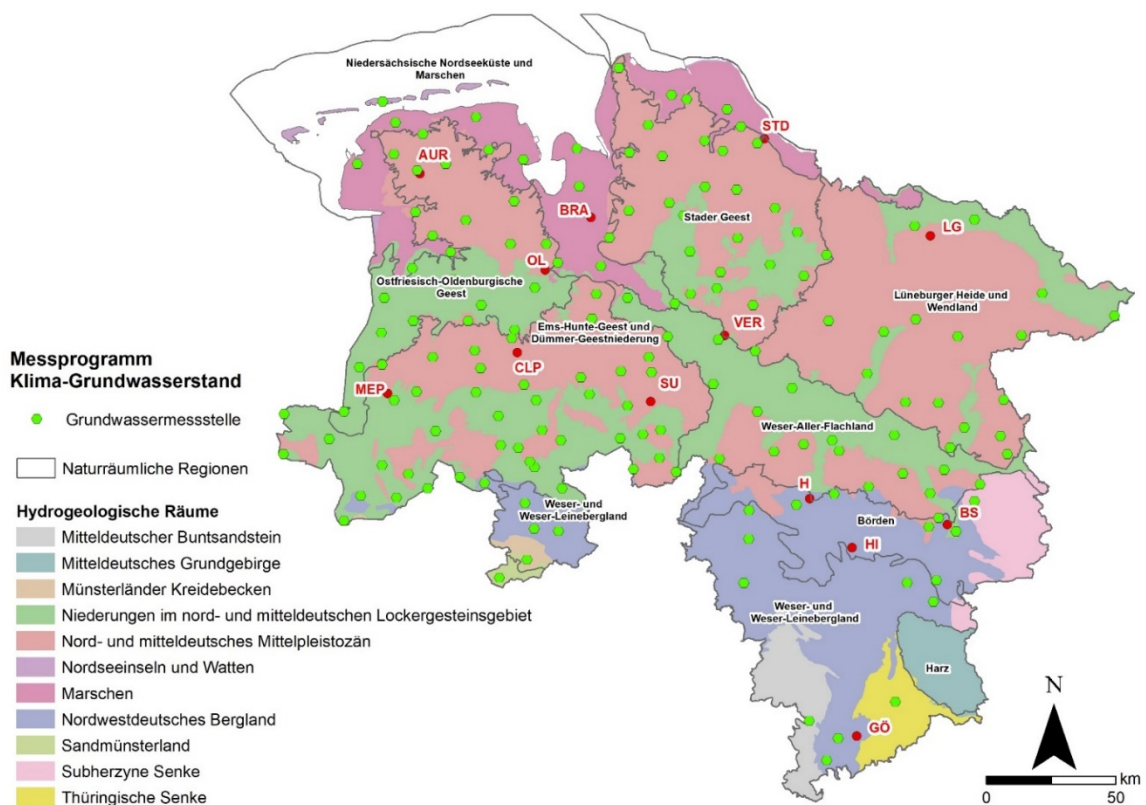 Niedersächsische Nordseeküste und
Marschen
STD
AUR
BRA
Stader Geest
LG
OL
Ostfriesisch-Oldenburgische
Geest
Lüneburger Heide und
Wendland
Ems-Hunte-Geest und
Dümmer-Geestniederung
VER
CLP
MEP
SU
Weser-Aller-Flachland
H
Weser- und
Weser-Leinebergland
Börden
BS
HI
Weser- und
Weser-Leinebergland
Harz
GÖ
Messprogramm
Klima-Grundwasserstand
Grundwassermessstelle
Naturräumliche Regionen
Hydrogeologische Räume
Mitteldeutscher Buntsandstein
Mitteldeutsches Grundgebirge
Münsterländer Kreidebecken
Niederungen im nord- und mitteldeutschen Lockergesteinsgebiet
Nord- und mitteldeutsches Mittelpleistozän
Nordseeinseln und Watten
Marschen
Nordwestdeutsches Bergland
Sandmünsterland
Subherzyne Senke
Thüringische Senke
N
km
0 50